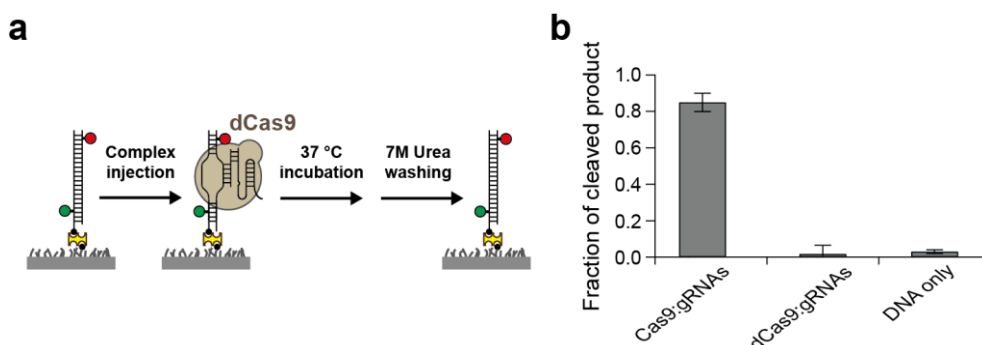 a
dCas9
Complex
injection
37 °C
incubation
7M Urea
washing
b
Fraction of cleaved product
1.0
0.8
0.6
0.4
0.2
0.0
Cas9:gRNAs
dCas9:gRNAs
DNA only